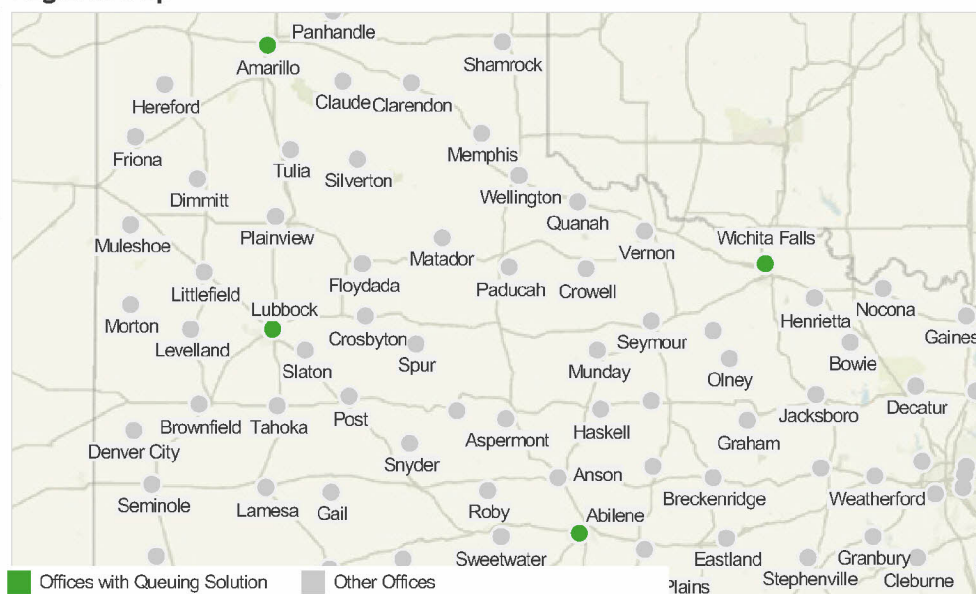 Panhandle
Amarillo
Shamrock
Hereford
Claude
Clarendon
Friona
Tulia
Silverton
Memphis
Dimmitt
Wellington
Quanah
Muleshoe
Plainview
Matador
Vernon
Wichita Falls
Littlefield
Floydada
Paducah
Crowell
Lubbock
Morton
Levelland
Crosbyton
Spur
Seymour
Henrietta
Nocona
Gaines
Slaton
Munday
Olney
Bowie
Brownfield
Tahoka
Post
Aspermont
Haskell
Graham
Jacksboro
Decatur
Denver City
Snyder
Anson
Seminole
Lamesa
Gail
Roby
Abilene
Breckenridge
Weatherford
Sweetwater
Eastland
Granbury
Stephenville
Cleburne
Plains
Offices with Queuing Solution
Other Offices